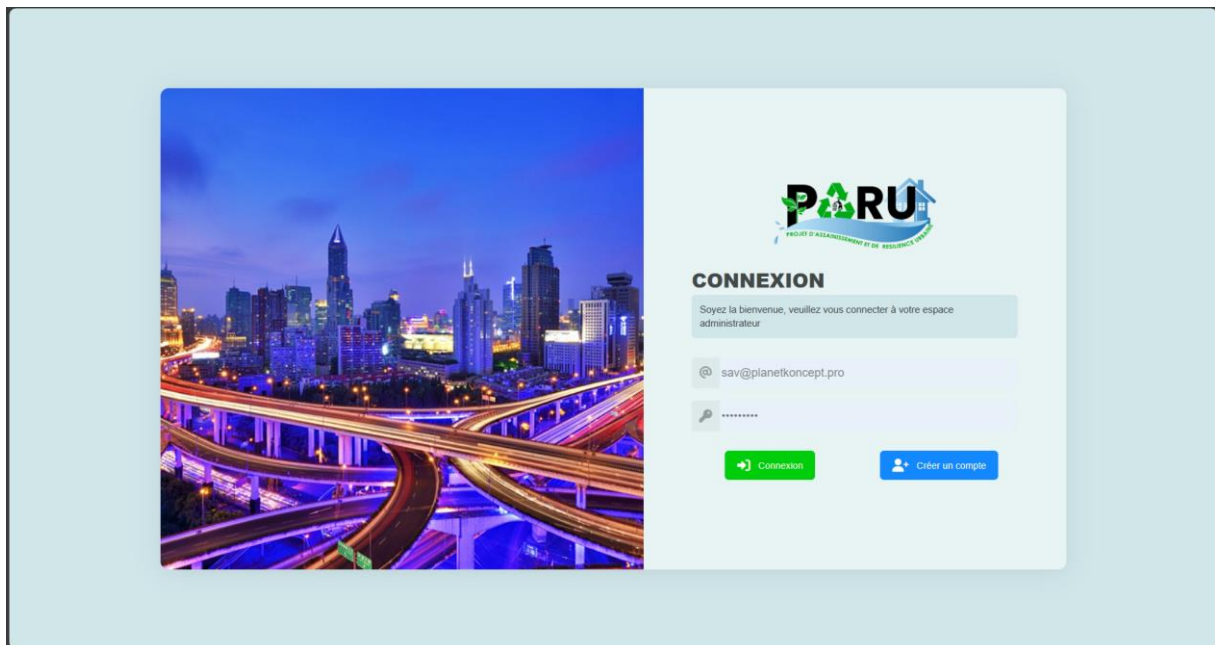 PARU
PROJET D'ASSAINISSEMENT ET DE RESILIENCE URBAINE
CONNEXION
Soyez la bienvenue, veuillez vous connecter à votre espace
administrateur
@ sav@planetkoncept.pro
•••••••••
Connexion
Créer un compte